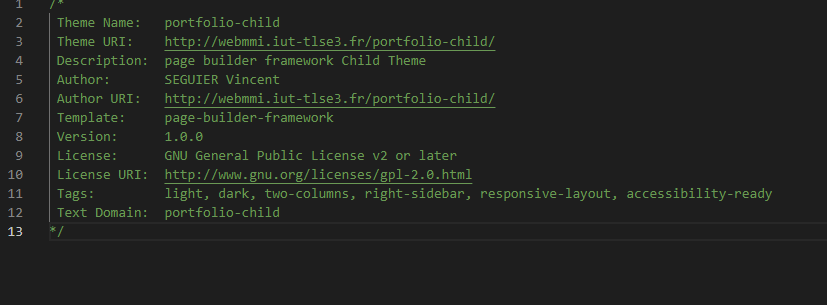 1 /*
2 Theme Name: portfolio-child
3 Theme URI: http://webmmi.iut-tlse3.fr/portfolio-child/
4 Description: page builder framework Child Theme
5 Author: SEGUIER Vincent
6 Author URI: http://webmmi.iut-tlse3.fr/portfolio-child/
7 Template: page-builder-framework
8 Version: 1.0.0
9 License: GNU General Public License v2 or later
10 License URI: http://www.gnu.org/licenses/gpl-2.0.html
11 Tags: light, dark, two-columns, right-sidebar, responsive-layout, accessibility-ready
12 Text Domain: portfolio-child
13 */